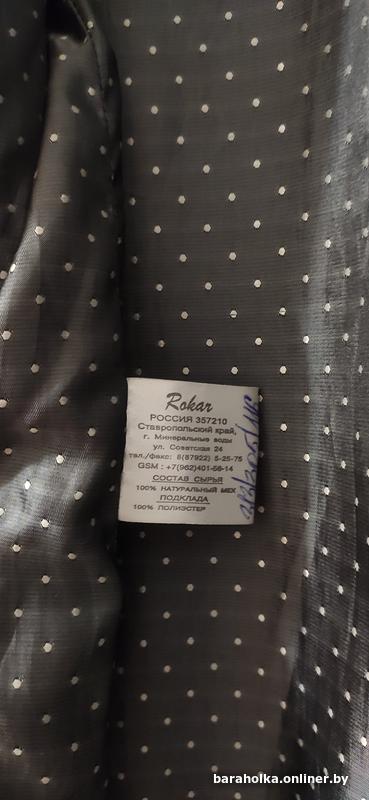 Rokar
РОССИЯ 357210
Ставропольский край,
г. Минеральные воды
ул. Советская 24
тел./факс: 8(87922) 5-25-75
GSM : +7(962)401-56-14
СОСТАВ СЫРЬЯ
100% НАТУРАЛЬНЫЙ МЕХ
ПОДКЛАДА
100% ПОЛИЭСТЕР
baraholka.onliner.by